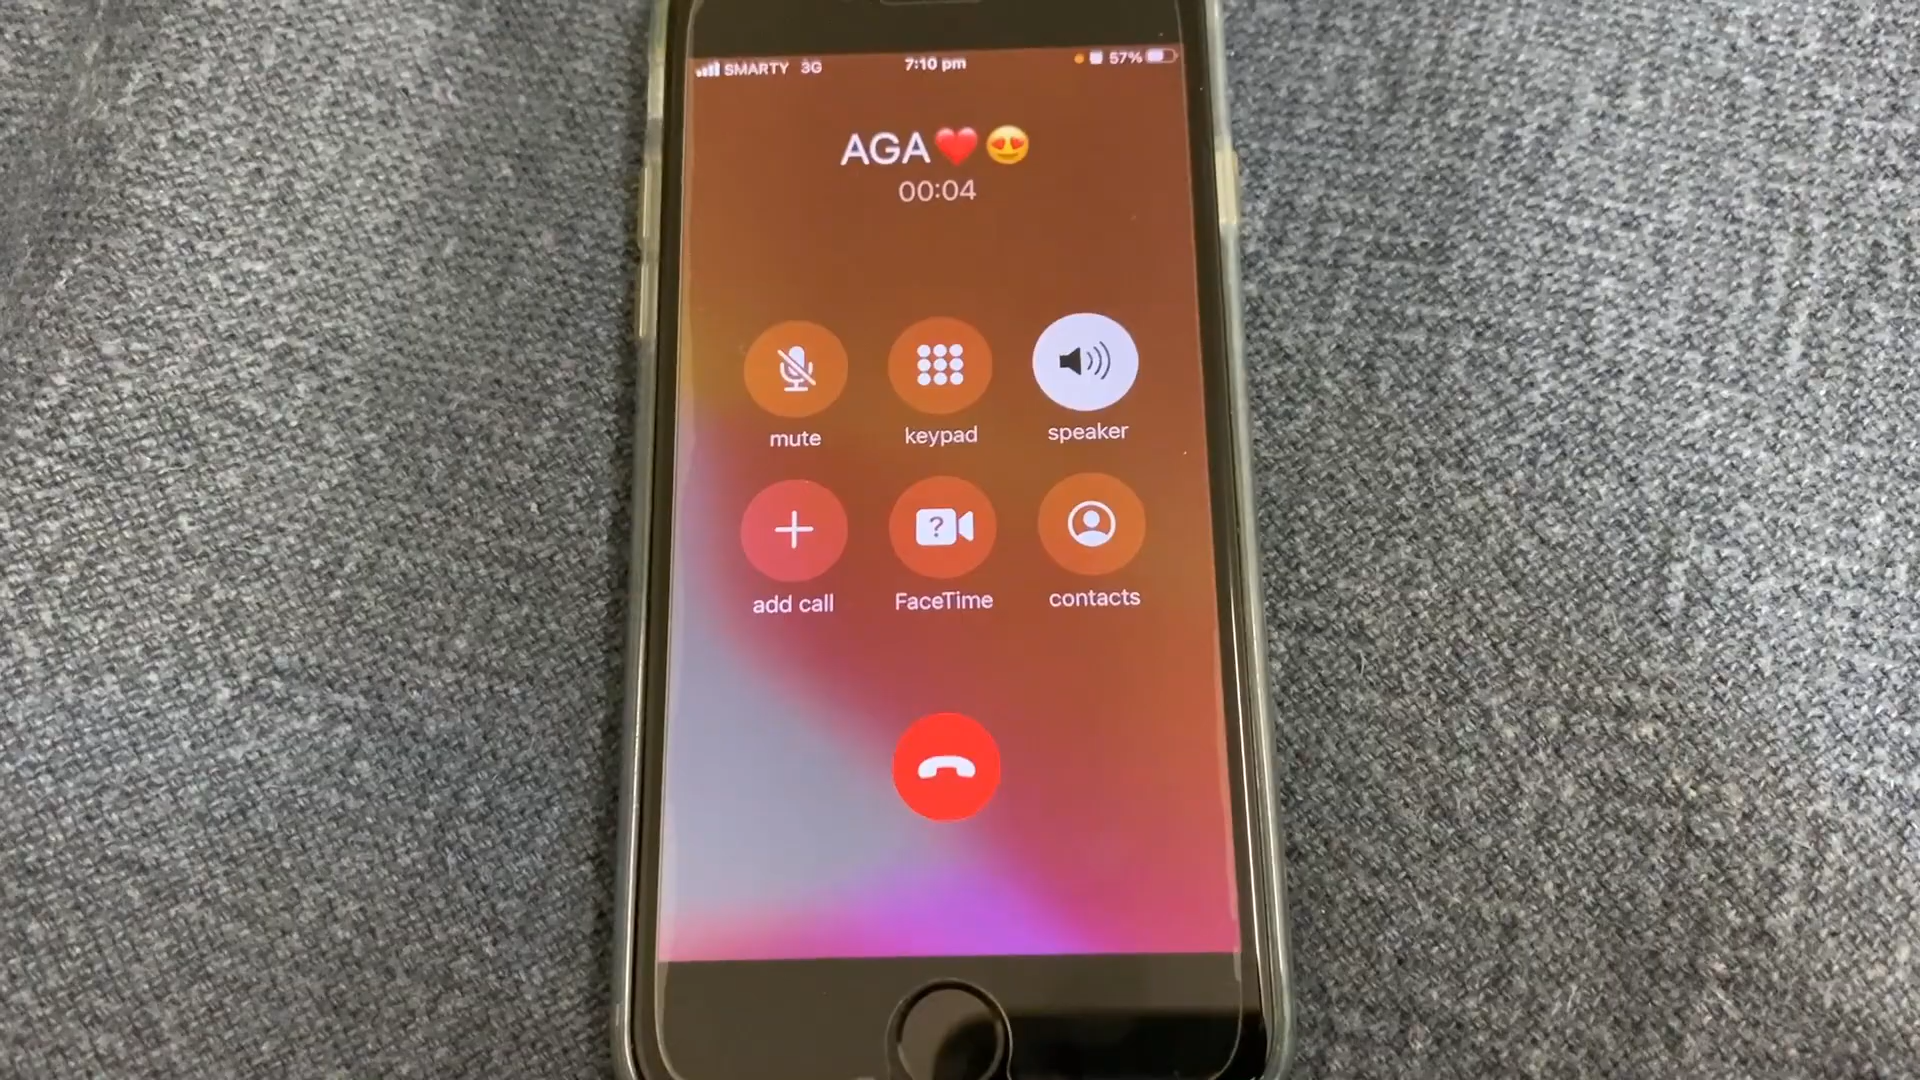 SMARTY 3G 7:10 pm 57%
AGA❤️😍
00:04
mute keypad speaker
add call FaceTime contacts